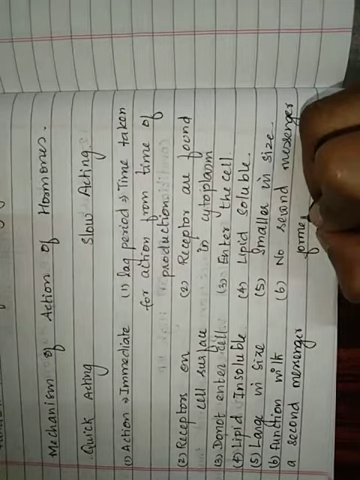 Mechanism of Action of Hormones.
Quick Acting Slow Acting
(1) Action → Immediate (1) lag period → Time taken
for action from time of
production
(2) Receptor on (2) Receptor are found
cell surface in cytoplasm
(3) Donot enter cell. (3) Enter the cell
(4) Lipid Insoluble (4) Lipid soluble.
(5) Large in size (5) Smaller in size.
(6) Function with (6) No second messenger
a second messenger forme